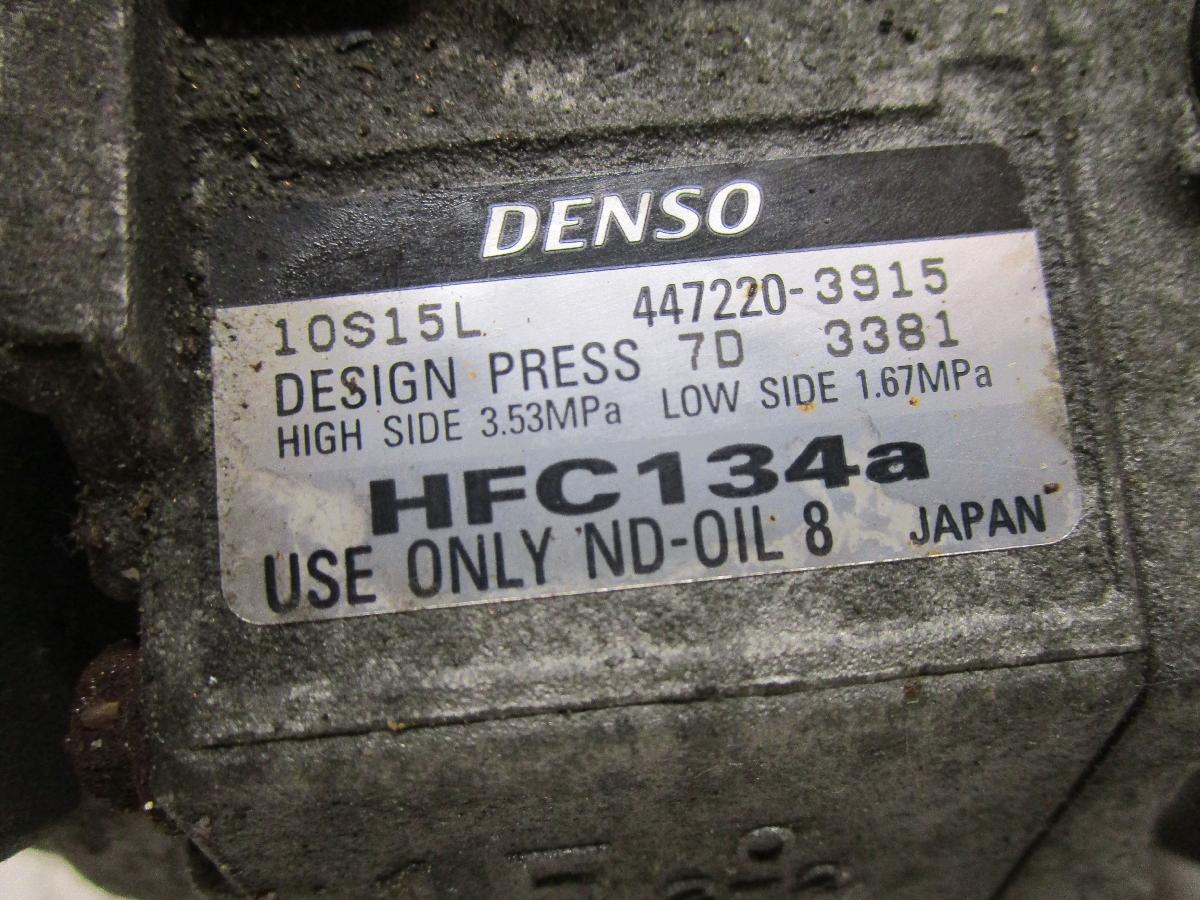 DENSO
10S15L 447220-3915
DESIGN PRESS 7D 3381
HIGH SIDE 3.53MPa LOW SIDE 1.67MPa
HFC134a
USE ONLY ND-OIL 8 JAPAN